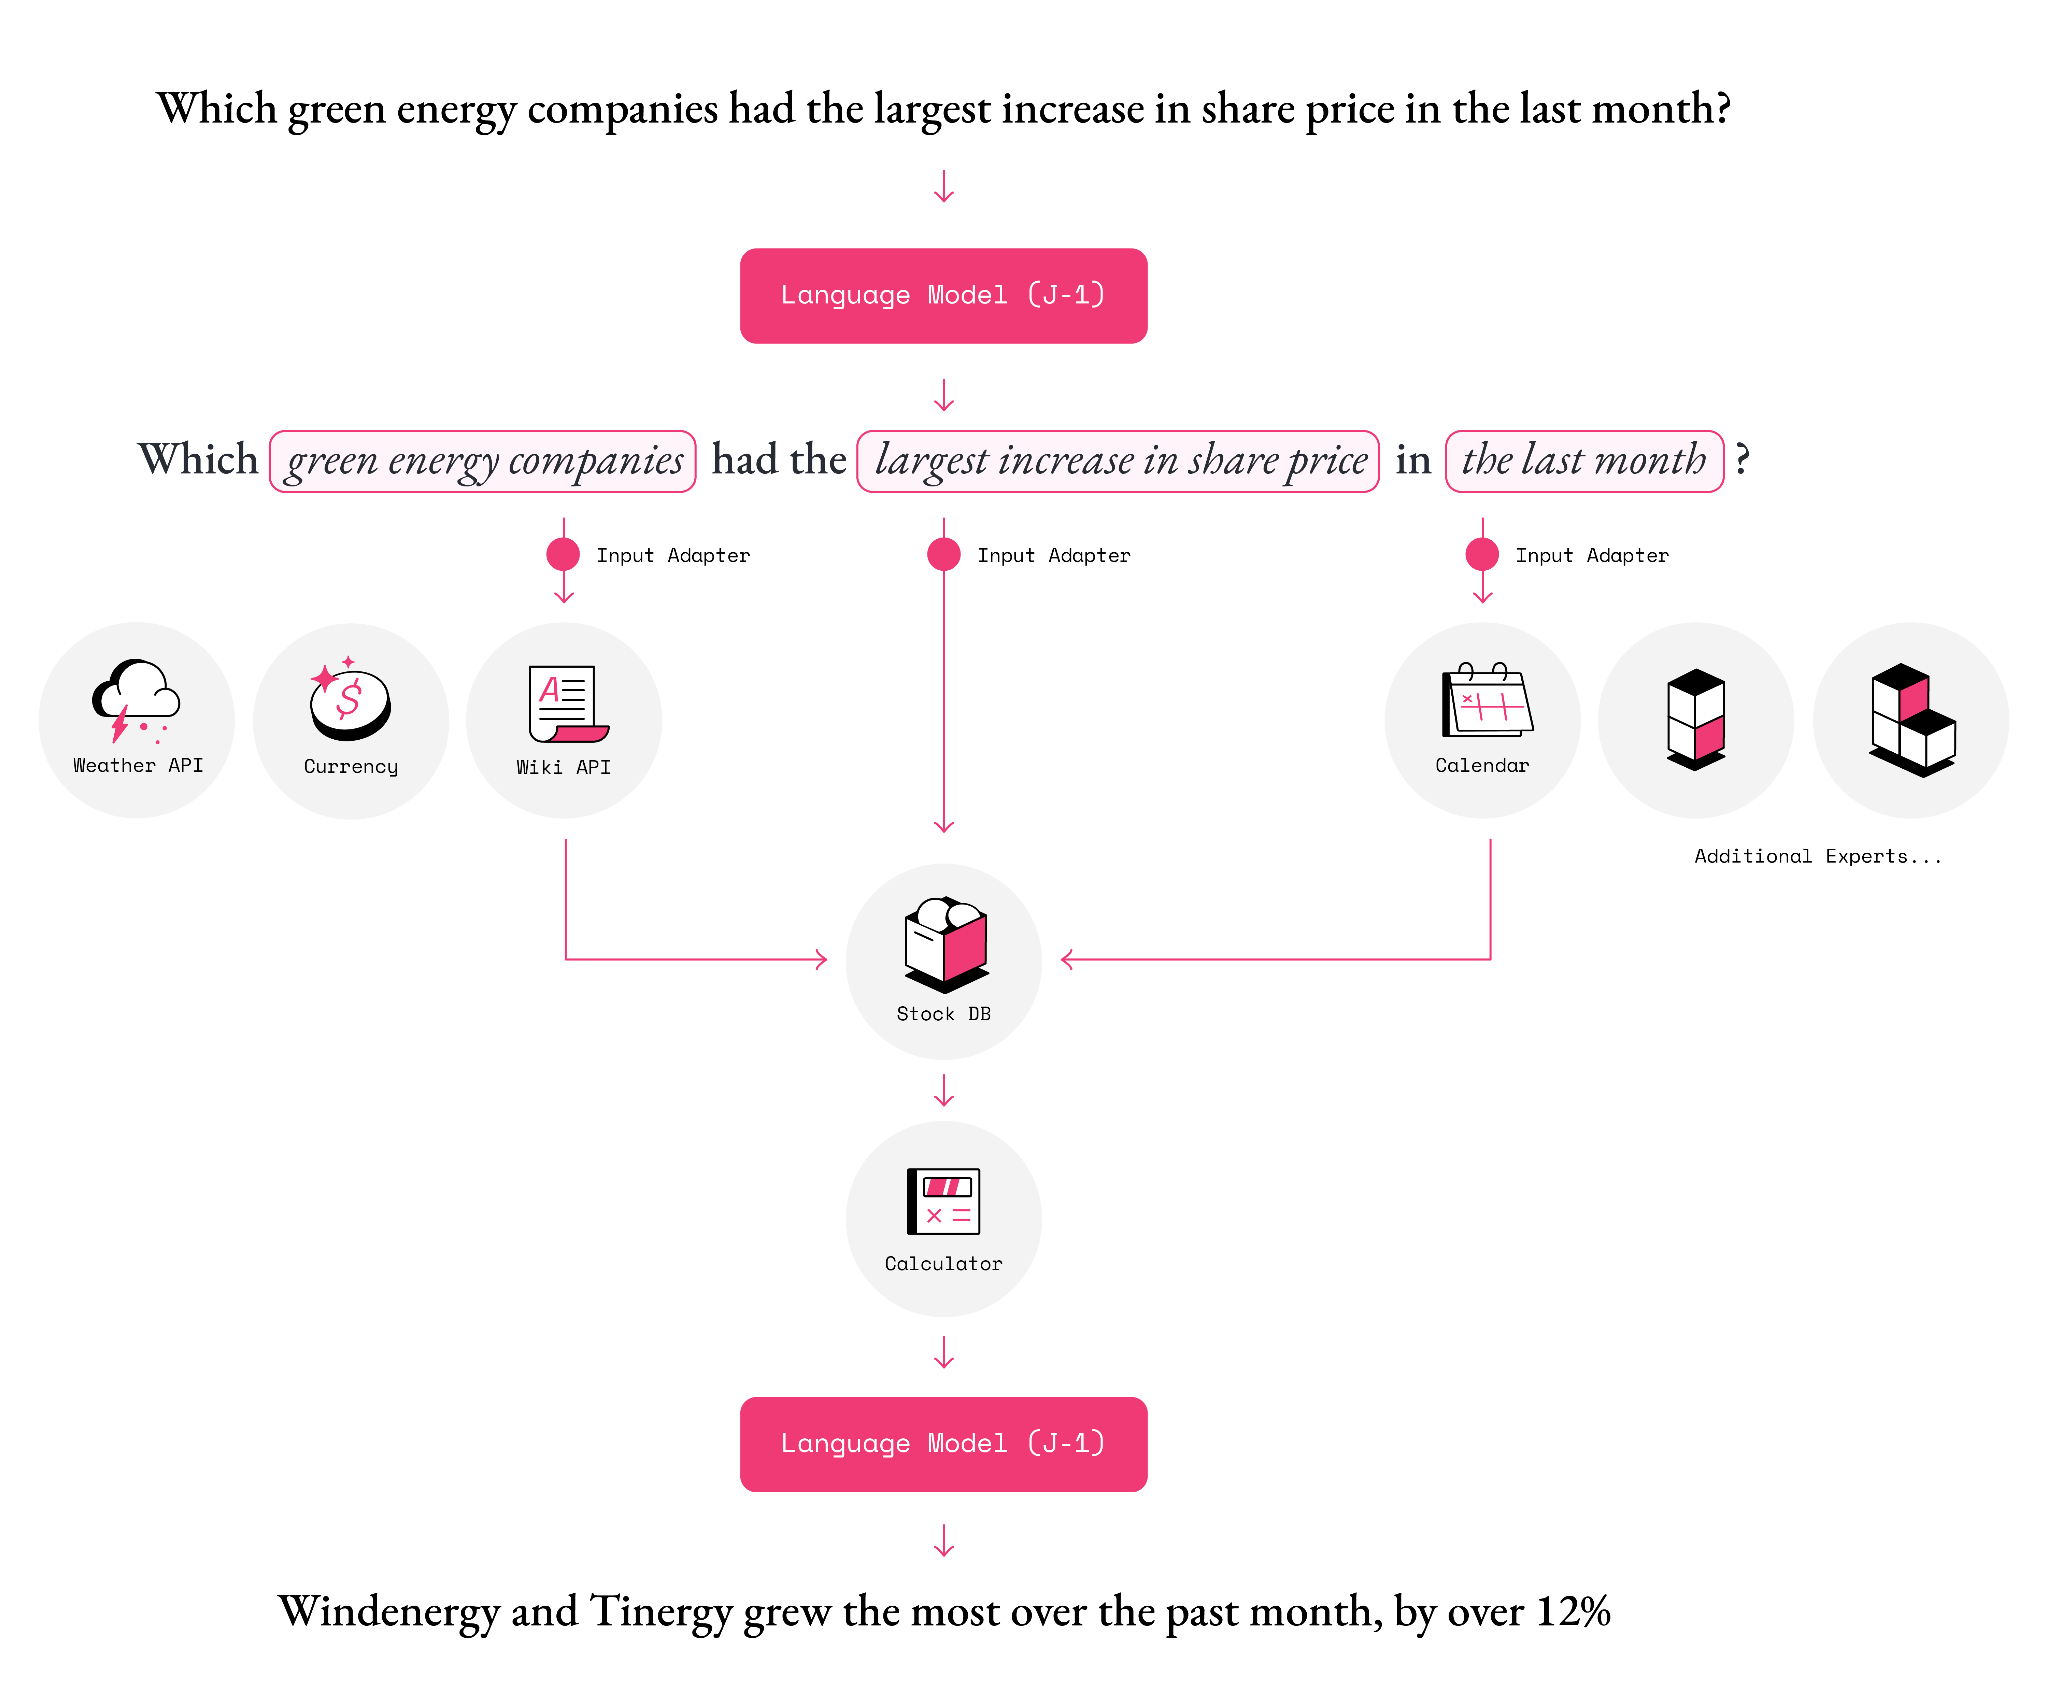 Which green energy companies had the largest increase in share price in the last month?
Language Model (J-1)
Which green energy companies had the largest increase in share price in the last month ?
Input Adapter
Input Adapter
Input Adapter
Weather API
Currency
$
A
Wiki API
Calendar
Additional Experts...
Stock DB
Calculator
Language Model (J-1)
Windenergy and Tinergy grew the most over the past month, by over 12%